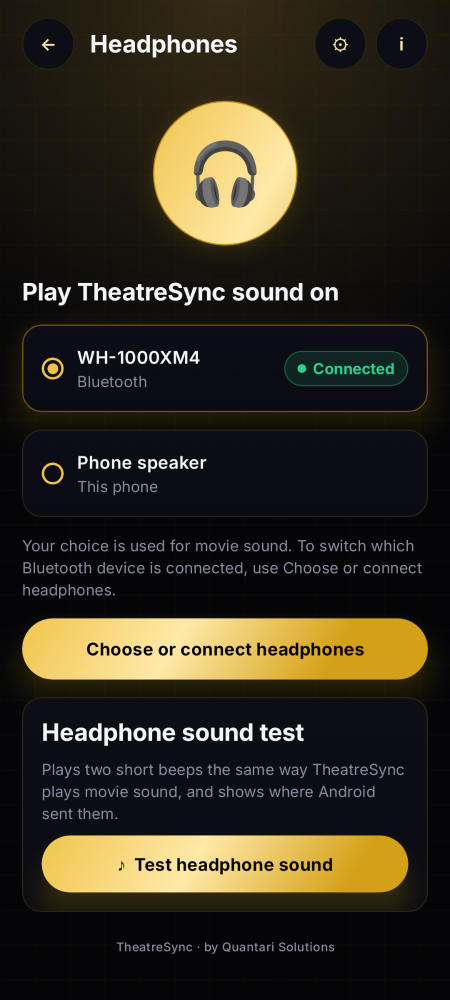 Headphones
Play TheatreSync sound on
WH-1000XM4
Bluetooth
Connected
Phone speaker
This phone
Your choice is used for movie sound. To switch which
Bluetooth device is connected, use Choose or connect
headphones.
Choose or connect headphones
Headphone sound test
Plays two short beeps the same way TheatreSync
plays movie sound, and shows where Android
sent them.
♪ Test headphone sound
TheatreSync · by Quantari Solutions